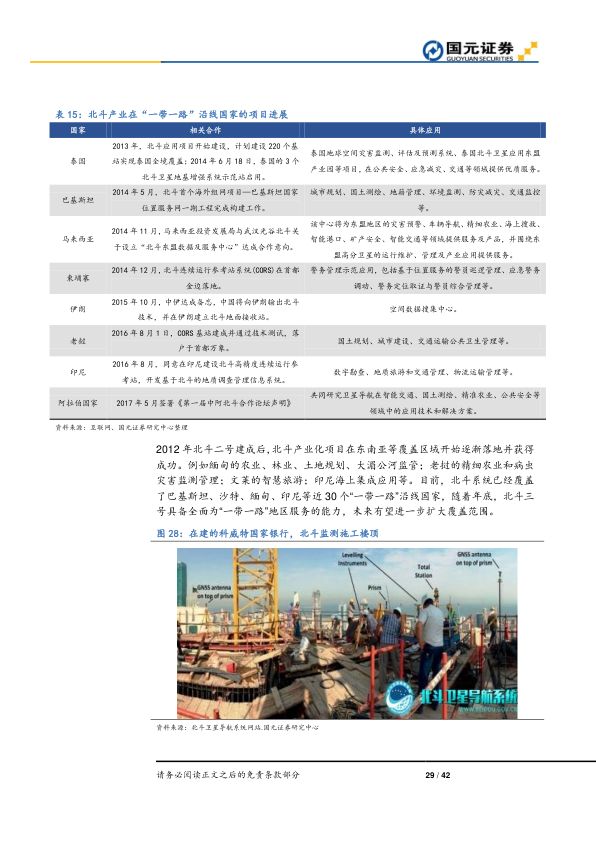 国元证券
GUOYUAN SECURITIES
表 15：北斗产业在“一带一路”沿线国家的项目进展
国家 相关合作 具体应用
泰国
2013 年，北斗应用项目开始建设，计划建设 220 个基
站实现泰国全境覆盖；2014 年 6 月 18 日，泰国的 3 个
北斗卫星地基增强系统示范站启用。
泰国地球空间灾害监测、评估及预测系统、泰国北斗卫星应用东盟
产业园等项目，在公共安全、应急减灾、交通等领域提供优质服务。
巴基斯坦
2014 年 5 月，北斗首个海外组网项目—巴基斯坦国家
位置服务网一期工程完成构建工作。
城市规划、国土测绘、地籍管理、环境监测、防灾减灾、交通监控
等。
马来西亚
2014 年 11 月，马来西亚投资发展局与武汉光谷北斗关
于设立“北斗东盟数据及服务中心”达成合作意向。
该中心将为东盟地区的灾害预警、车辆导航、精细农业、海上搜救、
智能港口、矿产安全、智能交通等领域提供服务及产品，并围绕东
盟高分卫星的运行维护、管理及产业应用提供服务。
柬埔寨
2014 年 12 月，北斗连续运行参考站系统(CORS)在首都
金边落地。
警务管理示范应用，包括基于位置服务的警员巡逻管理、应急警务
调动、警务定位取证与警员综合管理等。
伊朗
2015 年 10 月，中伊达成备忘，中国将向伊朗输出北斗
技术，并在伊朗建立北斗地面接收站。
空间数据搜集中心。
老挝
2016 年 8 月 1 日，CORS 基站建成并通过技术测试，落
户于首都万象。
国土规划、城市建设、交通运输公共卫生管理等。
印尼
2016 年 8 月，同意在印尼建设北斗高精度连续运行参
考站，开发基于北斗的地质调查管理信息系统。
数字勘查、地质旅游和交通管理、物流运输管理等。
阿拉伯国家
2017 年 5 月签署《第一届中阿北斗合作论坛声明》
共同研究卫星导航在智能交通、国土测绘、精准农业、公共安全等
领域中的应用技术和解决方案。
资料来源：互联网、国元证券研究中心整理
2012 年北斗二号建成后,北斗产业化项目在东南亚等覆盖区域开始逐渐落地并获得
成功。例如缅甸的农业、林业、土地规划、大湄公河监管；老挝的精细农业和病虫
灾害监测管理；文莱的智慧旅游；印尼海上集成应用等。目前，北斗系统已经覆盖
了巴基斯坦、沙特、缅甸、印尼等近 30 个“一带一路”沿线国家，随着年底，北斗三
号具备全面为“一带一路”地区服务的能力，未来有望进一步扩大覆盖范围。
图 28：在建的科威特国家银行，北斗监测施工楼顶
Levelling
Instruments
GNSS antenna
on top of prism
Total
Station
GNSS antenna
on top of prism
Prism
北斗卫星导航系统
WWW.BEIDOU.GOV.CN
资料来源：北斗卫星导航系统网站.国元证券研究中心
请务必阅读正文之后的免责条款部分
29 / 42